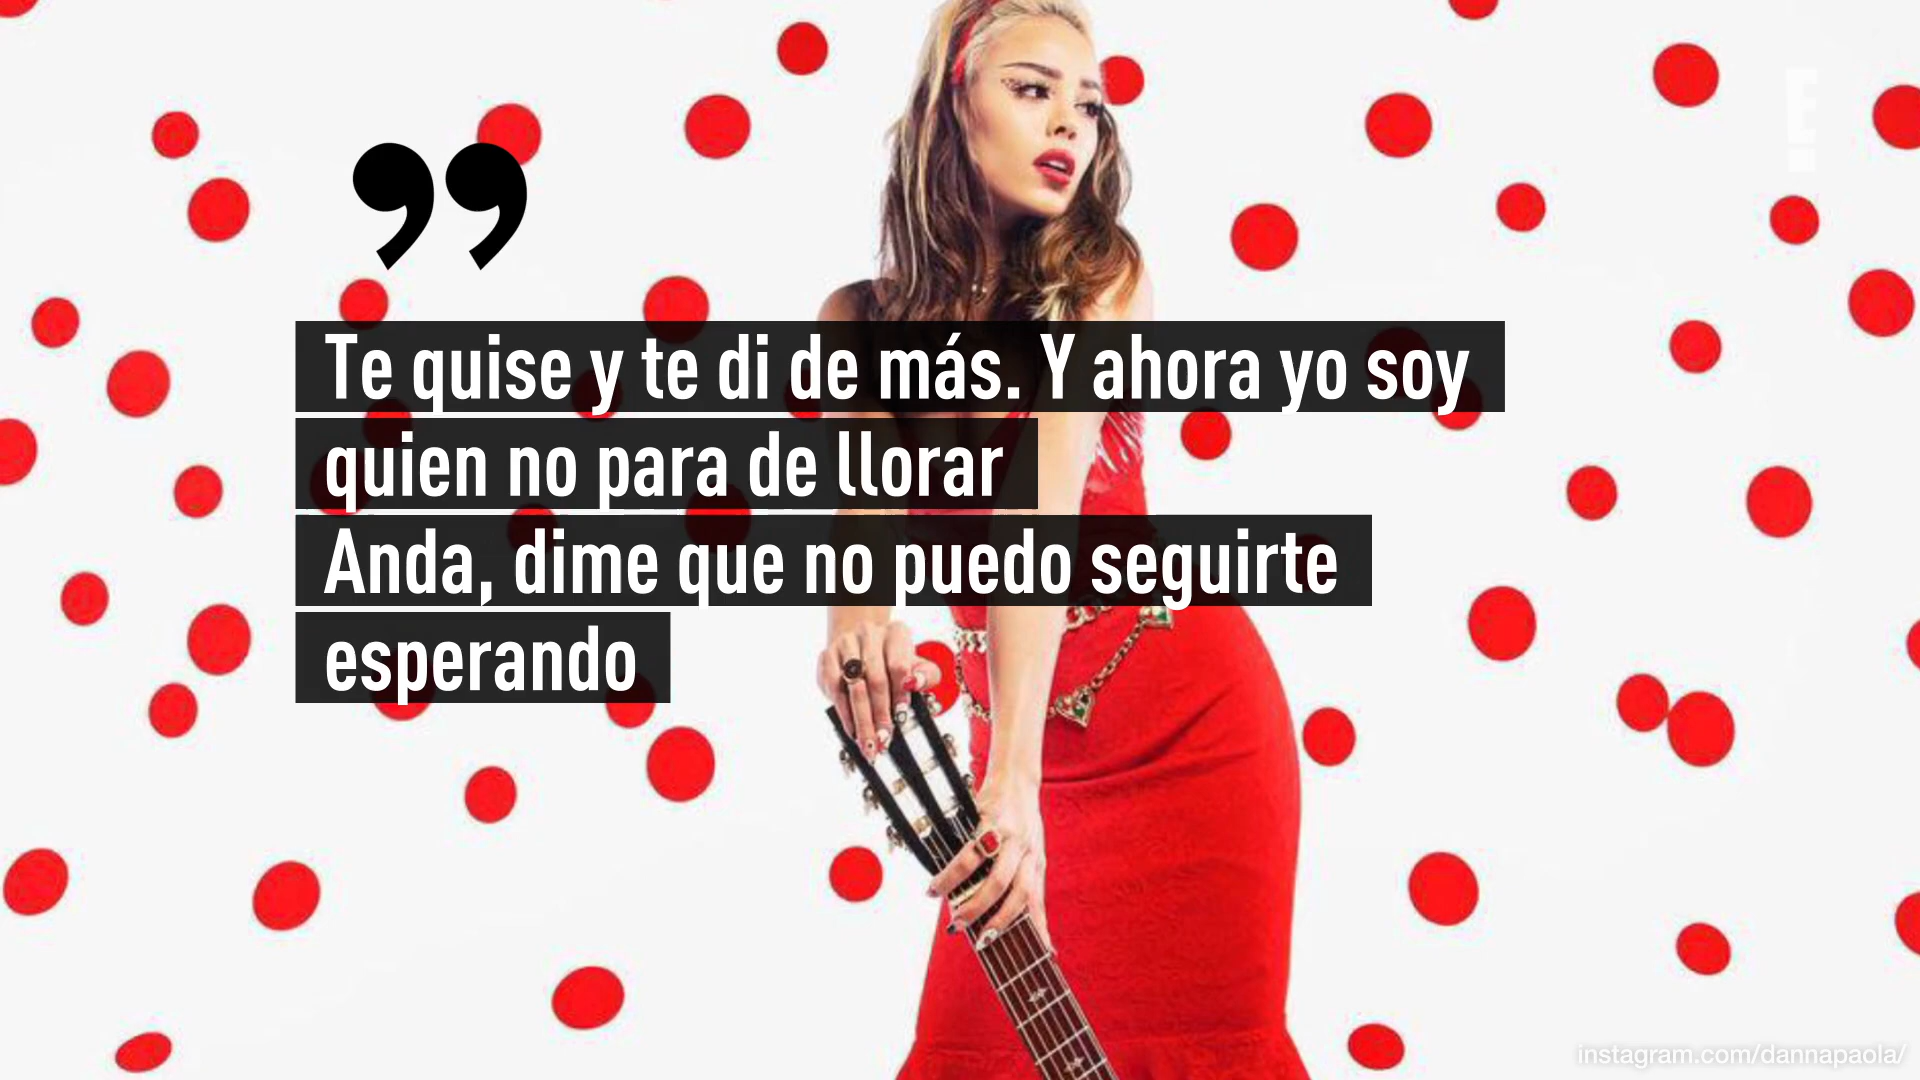 ”
Te quise y te di de más. Y ahora yo soy
quien no para de llorar
Anda, dime que no puedo seguirte
esperando
E!
instagram.com/dannapaola/